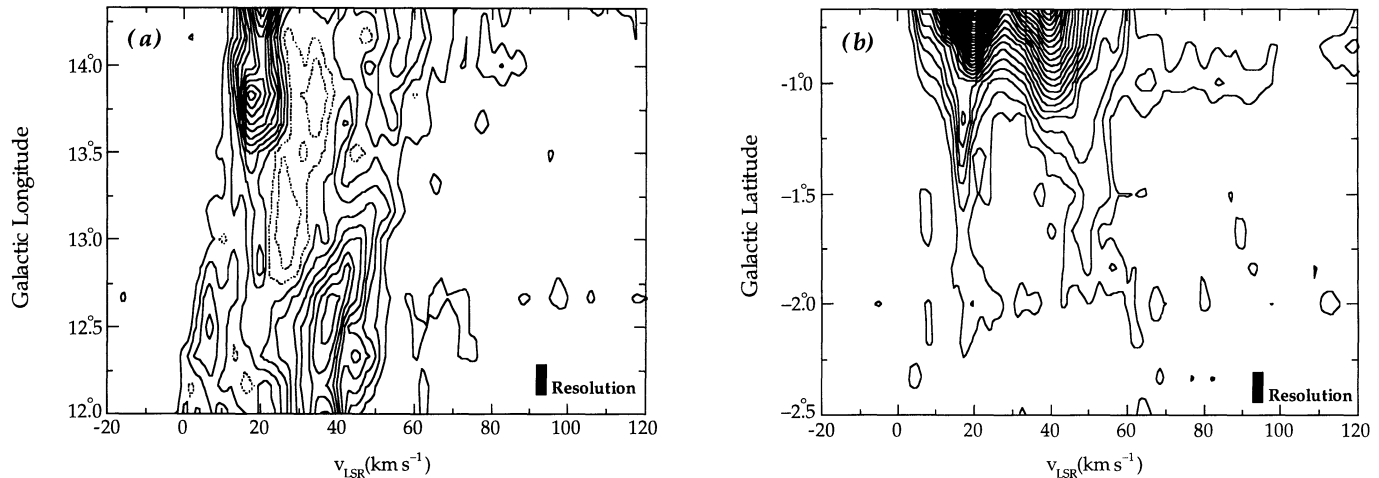 (a)
Galactic Longitude
14.0°
13.5°
13.0°
12.5°
12.0°
-20 0 20 40 60 80 100 120
v_LSR(km s⁻¹)
Resolution
(b)
Galactic Latitude
-1.0°
-1.5°
-2.0°
-2.5°
-20 0 20 40 60 80 100 120
v_LSR(km s⁻¹)
Resolution